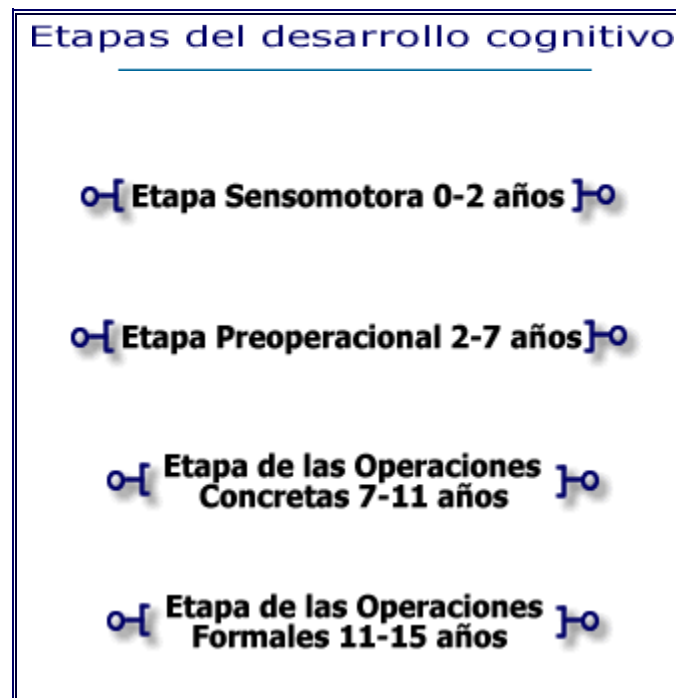 Etapas del desarrollo cognitivo
Etapa Sensomotora 0-2 años
Etapa Preoperacional 2-7 años
Etapa de las Operaciones
Concretas 7-11 años
Etapa de las Operaciones
Formales 11-15 años